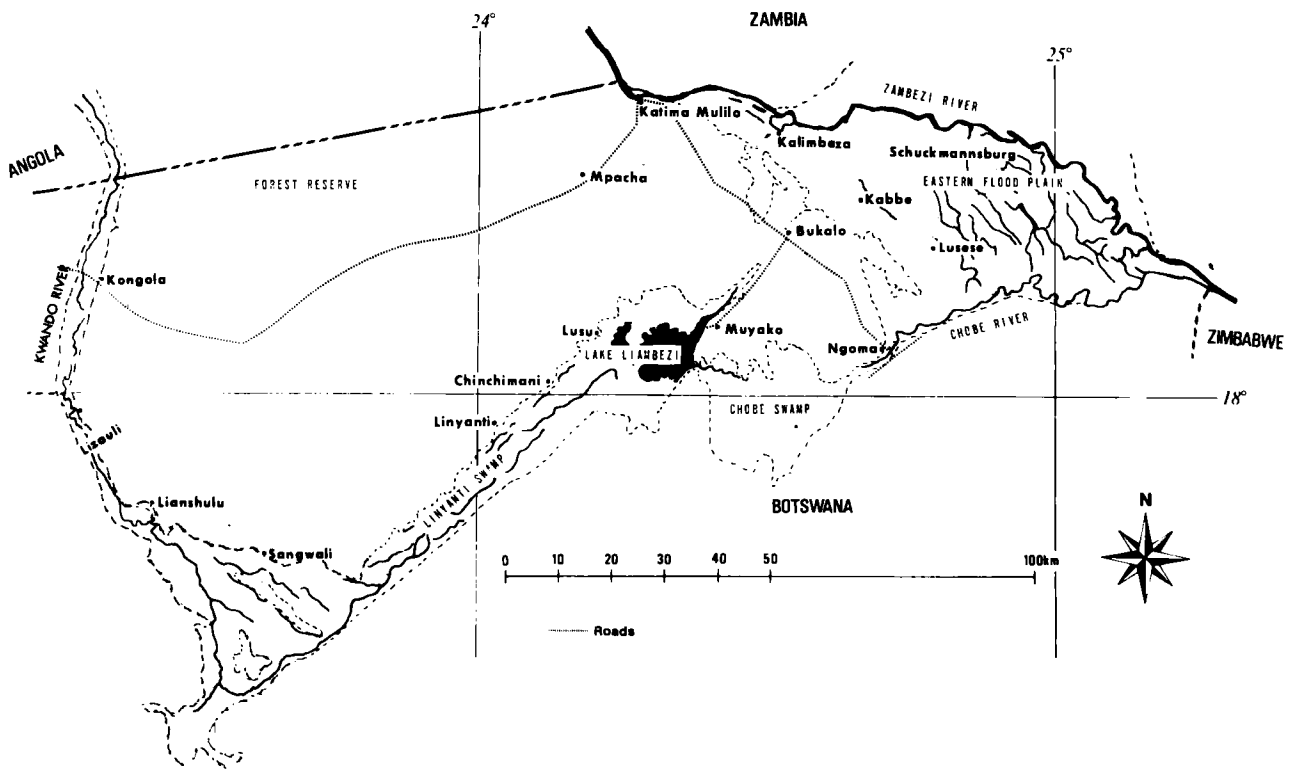 ZAMBIA
24°
25°
ZAMBEZI RIVER
Katima Mulilo
Kalimbeza
Schuckmannsburg
ANGOLA
FOREST RESERVE
Mpacha
EASTERN FLOOD PLAIN
Kabbe
Bukalo
Lusese
KWANDO RIVER
Kongola
Lusu
Muyako
LAKE LIAMBEZI
Ngoma
CHOBE RIVER
ZIMBABWE
Chinchimani
18°
CHOBE SWAMP
Linyanti
Lizauli
LINYANTI SWAMP
Lianshulu
BOTSWANA
N
Sangwali
0 10 20 30 40 50 100km
Roads